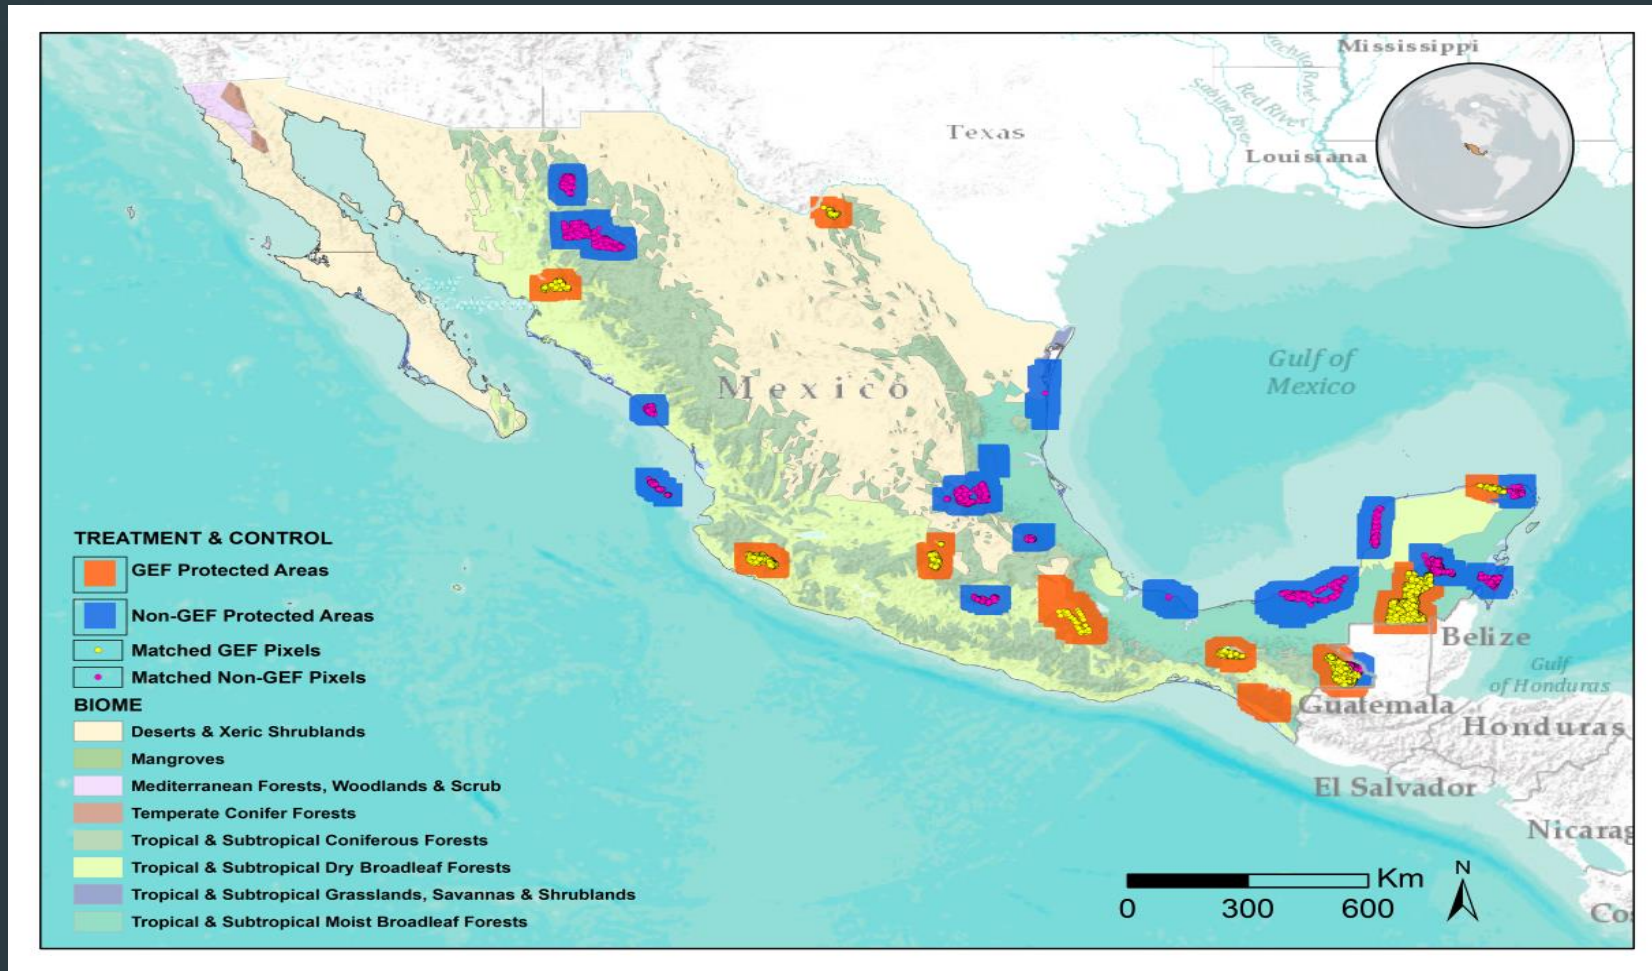 Mississippi
Sabine River
Red River
Texas
Louisiana
Mexico
Gulf of
Mexico
TREATMENT & CONTROL
GEF Protected Areas
Non-GEF Protected Areas
Matched GEF Pixels
Matched Non-GEF Pixels
BIOME
Deserts & Xeric Shrublands
Mangroves
Mediterranean Forests, Woodlands & Scrub
Temperate Conifer Forests
Tropical & Subtropical Coniferous Forests
Tropical & Subtropical Dry Broadleaf Forests
Tropical & Subtropical Grasslands, Savannas & Shrublands
Tropical & Subtropical Moist Broadleaf Forests
Belize
Gulf
of Honduras
Guatemala
Honduras
El Salvador
Nicarag
Co
Km
0 300 600
N